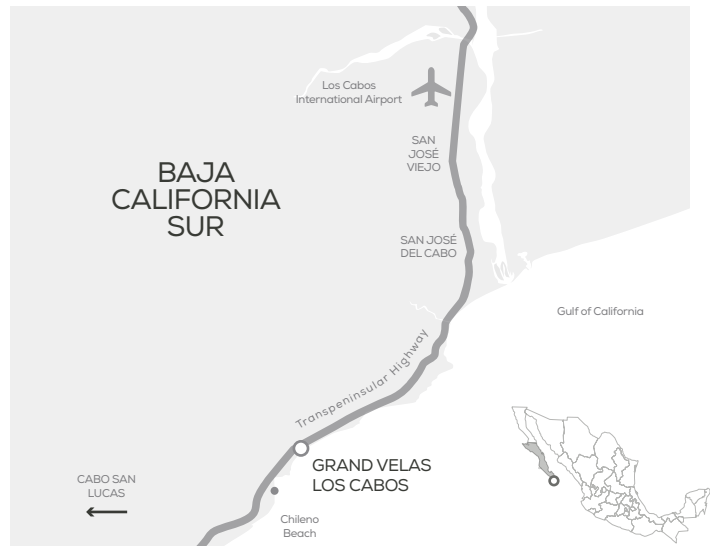 Los Cabos
International Airport
SAN
JOSÉ
VIEJO
BAJA
CALIFORNIA
SUR
SAN JOSÉ
DEL CABO
Gulf of California
Transpeninsular Highway
GRAND VELAS
LOS CABOS
CABO SAN
LUCAS
Chileno
Beach